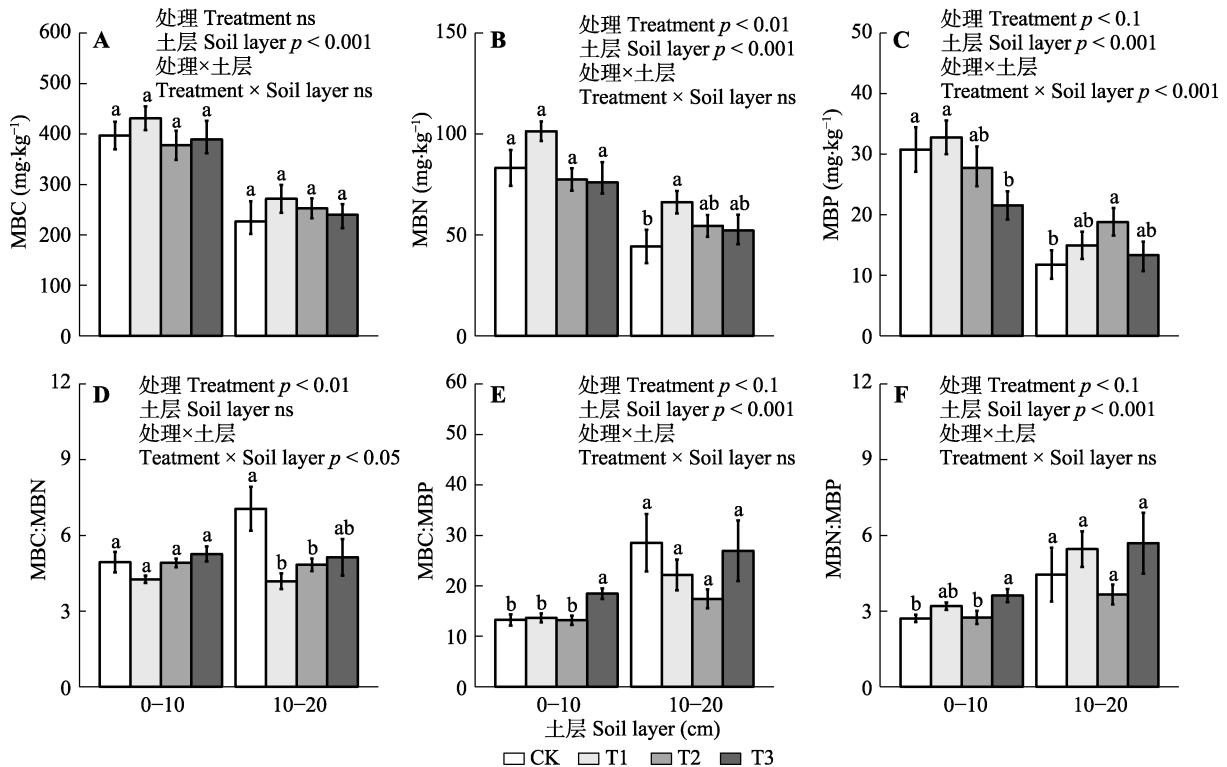 A
处理 Treatment ns
土层 Soil layer p < 0.001
处理×土层
Treatment × Soil layer ns
MBC (mg·kg⁻¹)
600
500
400
300
200
100
0
a
a
a
a
a
a
a
a
B
处理 Treatment p < 0.01
土层 Soil layer p < 0.001
处理×土层
Treatment × Soil layer ns
MBN (mg·kg⁻¹)
150
100
50
0
a
a
a
a
b
a
ab
ab
C
处理 Treatment p < 0.1
土层 Soil layer p < 0.001
处理×土层
Treatment × Soil layer p < 0.001
MBP (mg·kg⁻¹)
50
40
30
20
10
0
a
a
ab
b
b
ab
a
ab
D
处理 Treatment p < 0.01
土层 Soil layer ns
处理×土层
Teatment × Soil layer p < 0.05
MBC:MBN
12
9
6
3
0
a
a
a
a
a
b
b
ab
0−10
10−20
E
处理 Treatment p < 0.1
土层 Soil layer p < 0.001
处理×土层
Treatment × Soil layer ns
MBC:MBP
60
50
40
30
20
10
0
b
b
b
a
a
a
a
a
0−10
10−20
F
处理 Treatment p < 0.1
土层 Soil layer p < 0.001
处理×土层
Treatment × Soil layer ns
MBN:MBP
12
9
6
3
0
b
ab
b
a
a
a
a
a
0−10
10−20
土层 Soil layer (cm)
CK T1 T2 T3